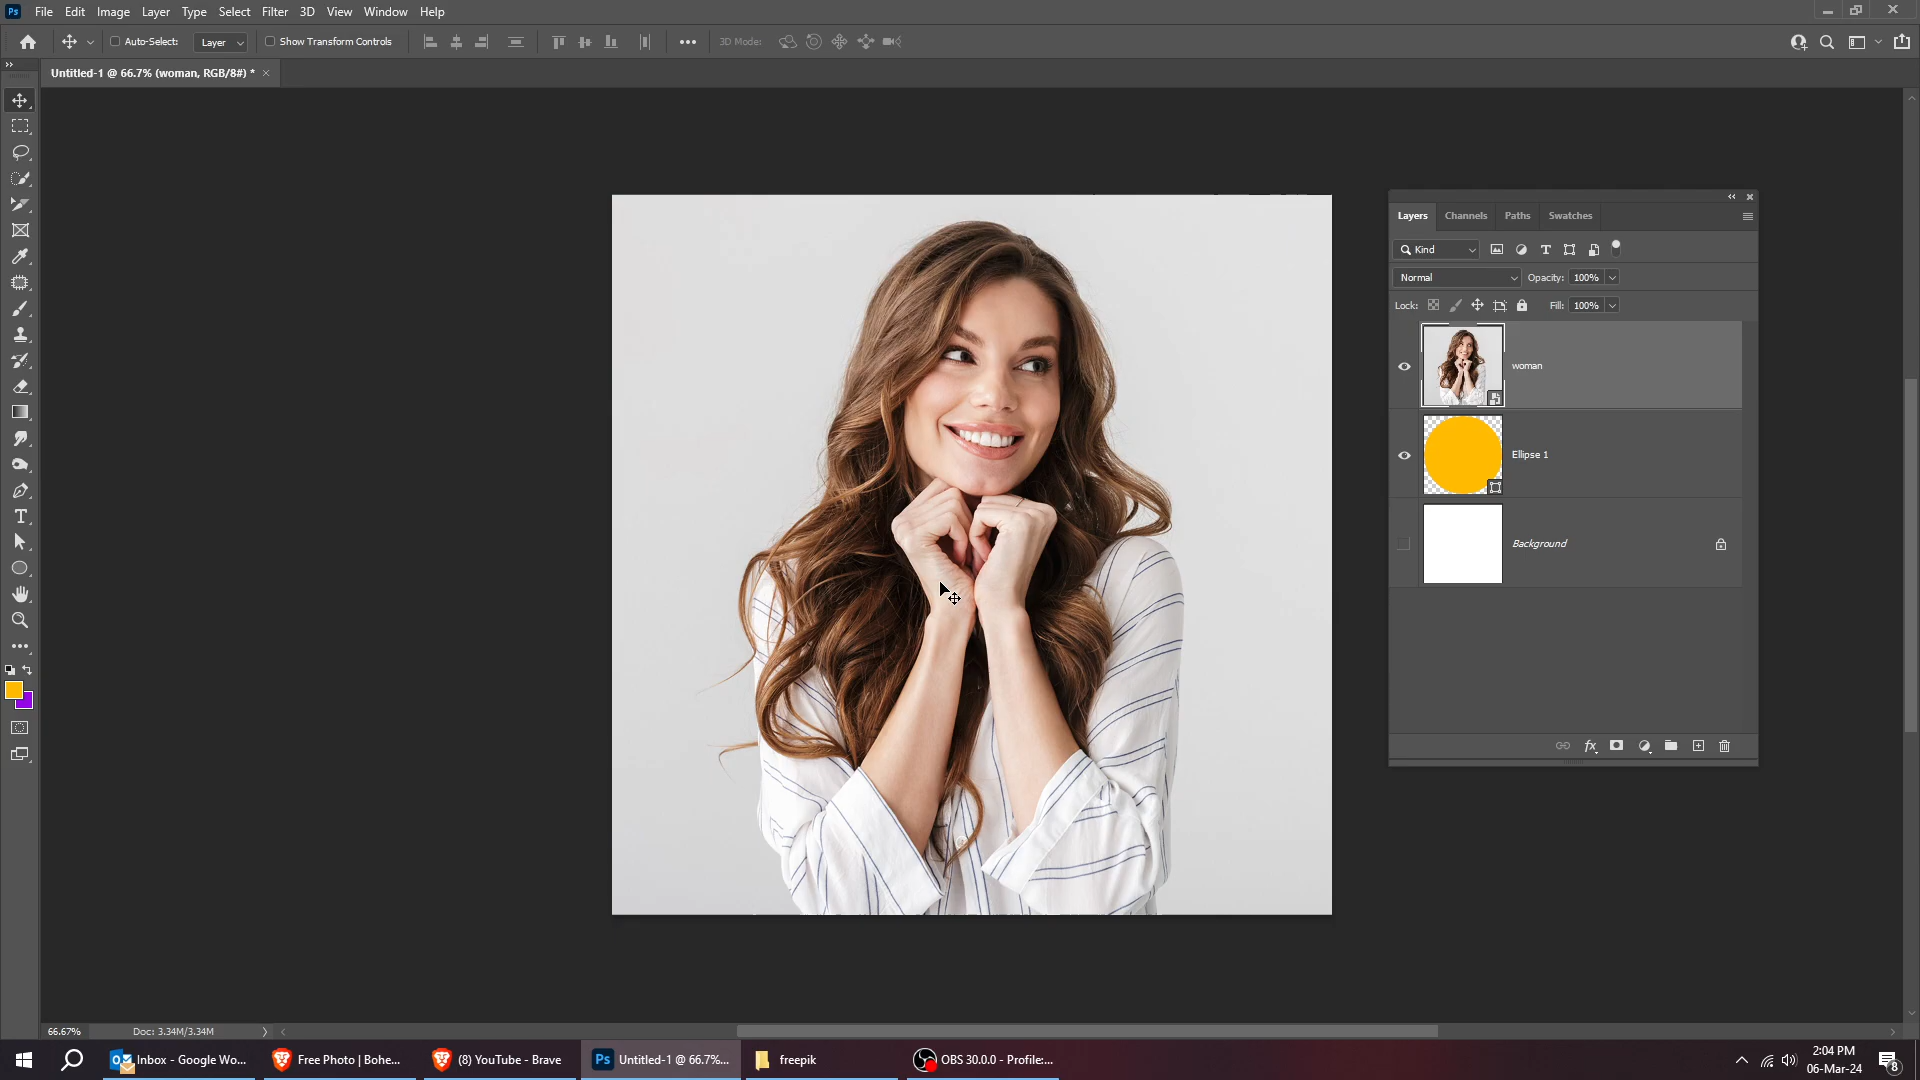 Ps File Edit Image Layer Type Select Filter 3D View Window Help
Auto-Select: Layer Show Transform Controls 3D Mode:
Untitled-1 @ 66.7% (woman, RGB/8#) *
Layers Channels Paths Swatches
Kind
Normal Opacity: 100%
Lock: Fill: 100%
woman
Ellipse 1
Background
66.67% Doc: 3.34M/3.34M
Inbox - Google Wo... Free Photo | Bohe... (8) YouTube - Brave Ps Untitled-1 @ 66.7%... freepik OBS 30.0.0 - Profile:... 2:04 PM
06-Mar-24 8